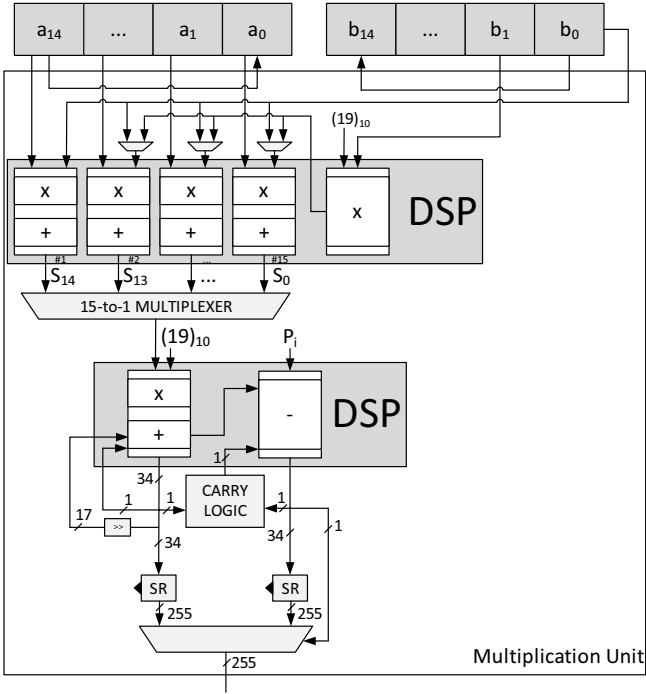 a14 ... a1 a0 b14 ... b1 b0
(19)10
x x x x x DSP
+ + + +
#1 #2 ... #15
S14 S13 ... S0
15-to-1 MULTIPLEXER
(19)10 Pi
x
- DSP
+
1
34 CARRY
LOGIC
17 1 1 1 1
>>
34 34
SR SR
255 255
Multiplication Unit
255